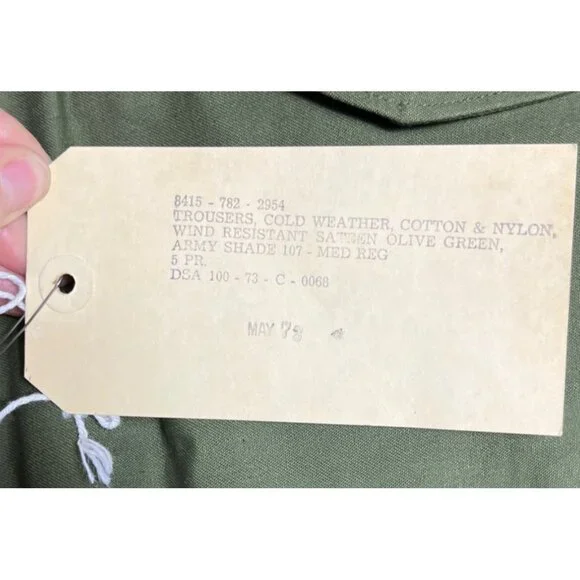 8415 - 782 - 2954
TROUSERS, COLD WEATHER, COTTON & NYLON,
WIND RESISTANT SATEEN OLIVE GREEN,
ARMY SHADE 107 - MED REG
5 PR.
DSA 100 - 73 - C - 0068
MAY 73 4